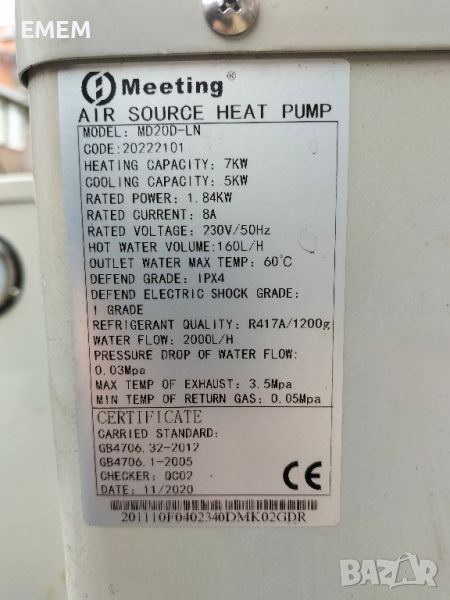 EMEM
Meeting®
AIR SOURCE HEAT PUMP
MODEL: MD20D-LN
CODE:20222101
HEATING CAPACITY: 7KW
COOLING CAPACITY: 5KW
RATED POWER: 1.84KW
RATED CURRENT: 8A
RATED VOLTAGE: 230V/50Hz
HOT WATER VOLUME:160L/H
OUTLET WATER MAX TEMP: 60℃
DEFEND GRADE: IPX4
DEFEND ELECTRIC SHOCK GRADE:
I GRADE
REFRIGERANT QUALITY: R417A/1200g
WATER FLOW: 2000L/H
PRESSURE DROP OF WATER FLOW:
0.03Mpa
MAX TEMP OF EXHAUST: 3.5Mpa
MIN TEMP OF RETURN GAS: 0.05Mpa
CERTIFICATE
CARRIED STANDARD:
GB4706.32-2012
GB4706.1-2005
CHECKER: QC02
DATE: 11/2020
CE
201110F0402340DMK02GDR
BAZAR